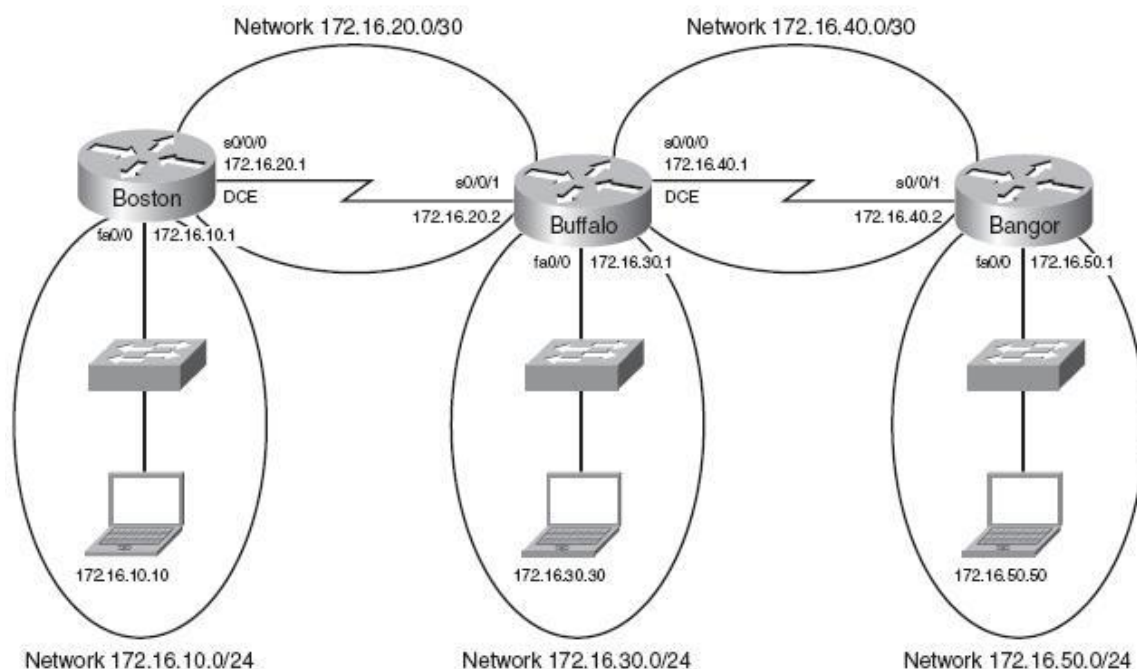 Network 172.16.20.0/30
Network 172.16.40.0/30
s0/0/0
172.16.20.1
DCE
Boston
fa0/0
172.16.10.1
s0/0/1
172.16.20.2
s0/0/0
172.16.40.1
DCE
Buffalo
fa0/0
172.16.30.1
s0/0/1
172.16.40.2
Bangor
fa0/0
172.16.50.1
172.16.10.10
172.16.30.30
172.16.50.50
Network 172.16.10.0/24
Network 172.16.30.0/24
Network 172.16.50.0/24